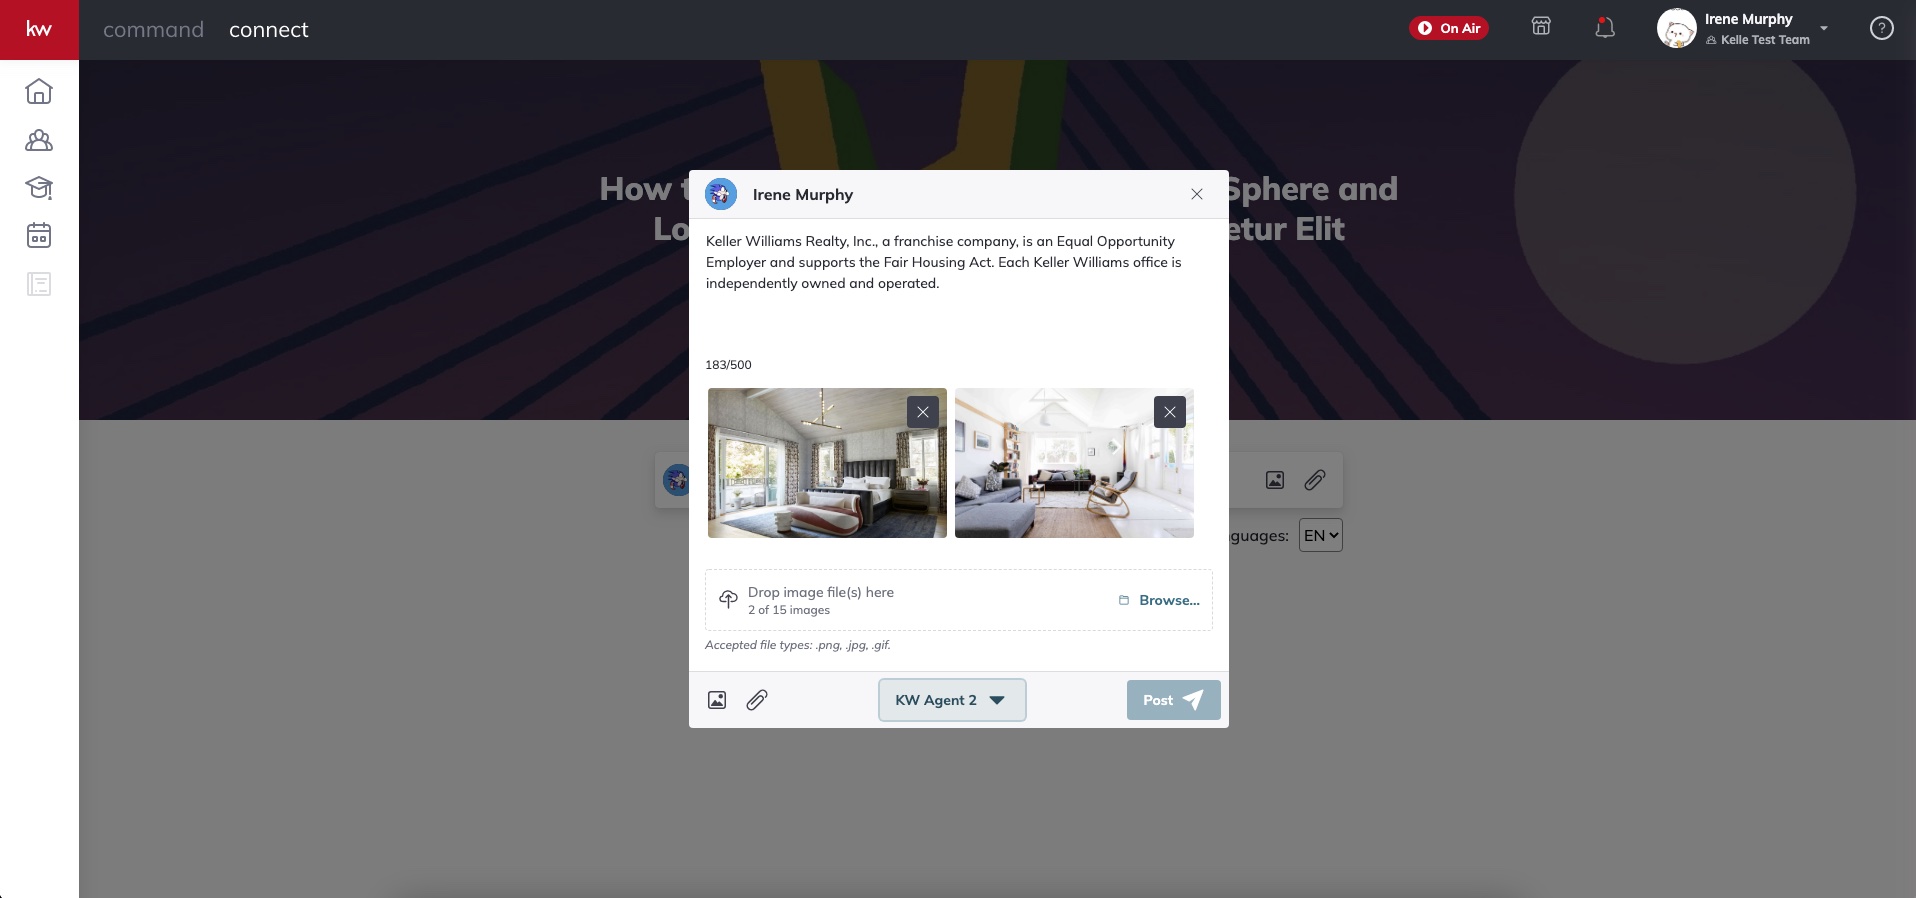 kw
command connect
On Air
Irene Murphy
Kelle Test Team
?
How t
Sphere and
Lo
etur Elit
Irene Murphy
Keller Williams Realty, Inc., a franchise company, is an Equal Opportunity
Employer and supports the Fair Housing Act. Each Keller Williams office is
independently owned and operated.
183/500
Drop image file(s) here
2 of 15 images
Browse...
Accepted file types: .png, .jpg, .gif.
KW Agent 2
Post
guages: EN